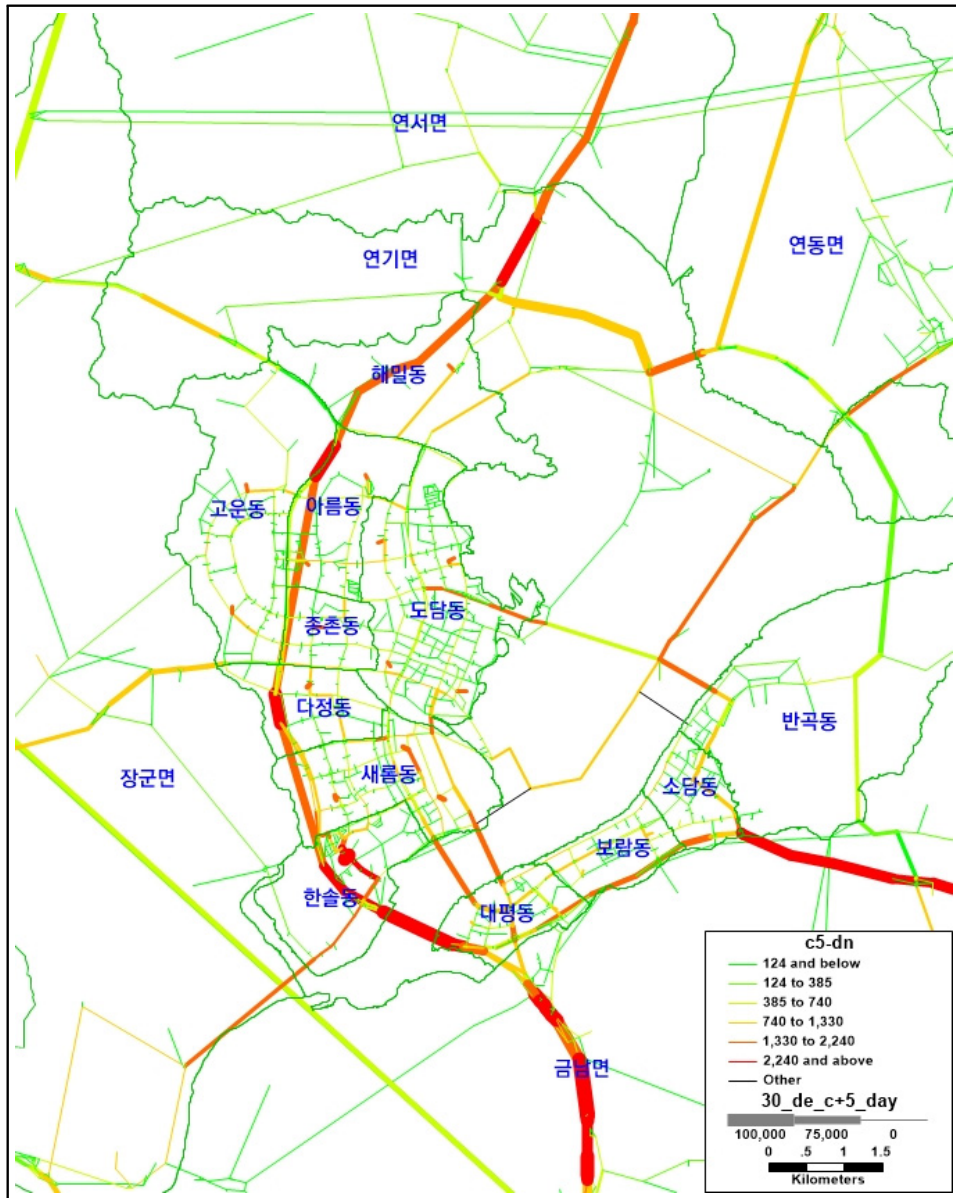 연서면
연기면
연동면
해밀동
고운동
아름동
종촌동
도담동
다정동
반곡동
장군면
새롬동
소담동
보람동
한솔동
대평동
금남면
c5-dn
124 and below
124 to 385
385 to 740
740 to 1,330
1,330 to 2,240
2,240 and above
Other
30_de_c+5_day
100,000 75,000 0
0 .5 1 1.5
Kilometers